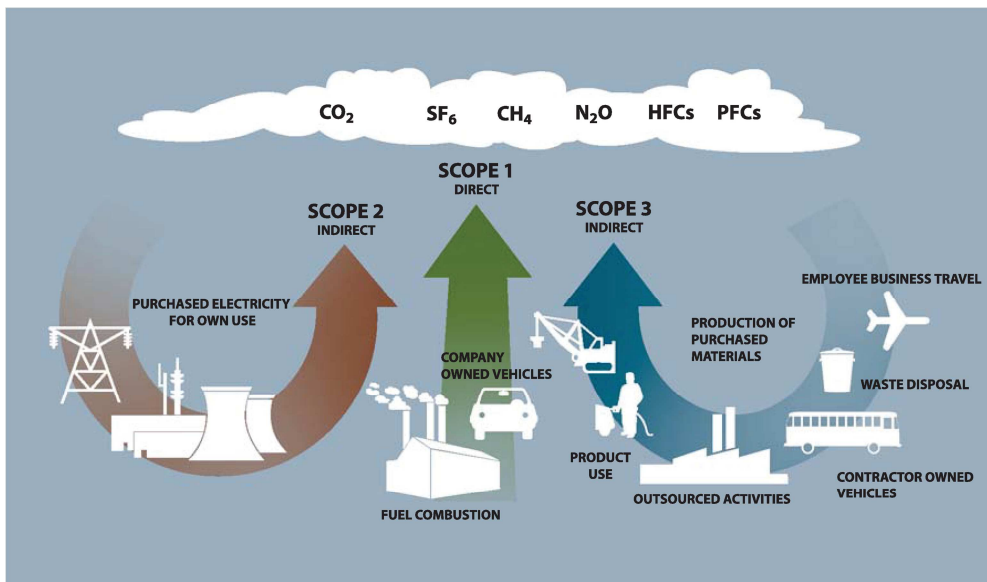 CO₂ SF₆ CH₄ N₂O HFCs PFCs
SCOPE 1
DIRECT
SCOPE 2
INDIRECT
SCOPE 3
INDIRECT
PURCHASED ELECTRICITY
FOR OWN USE
COMPANY
OWNED VEHICLES
FUEL COMBUSTION
EMPLOYEE BUSINESS TRAVEL
PRODUCTION OF
PURCHASED
MATERIALS
WASTE DISPOSAL
PRODUCT
USE
OUTSOURCED ACTIVITIES
CONTRACTOR OWNED
VEHICLES